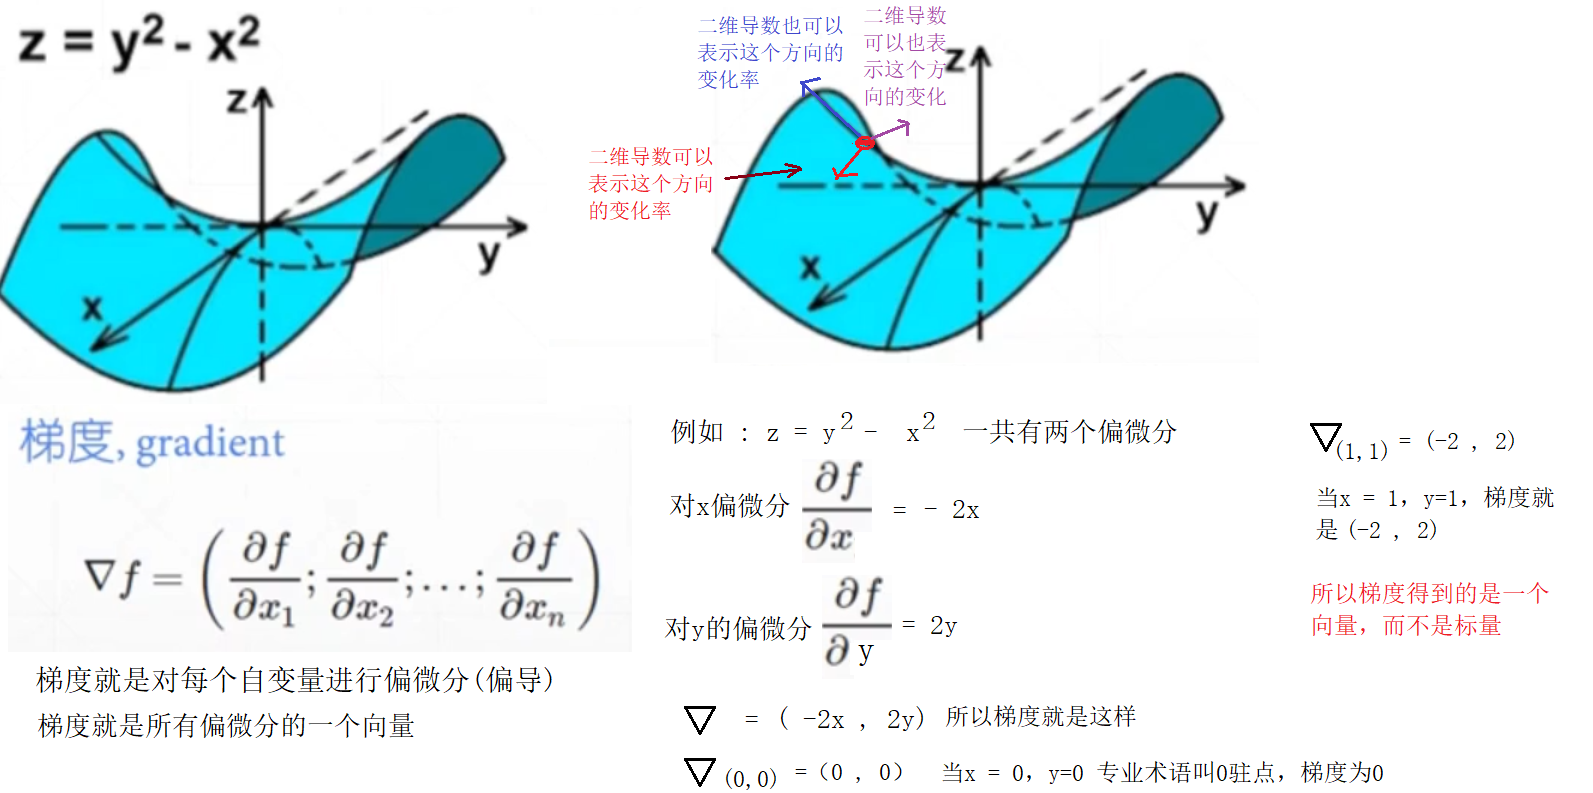 z = y² - x²
z
y
x
二维导数也可以
表示这个方向的
变化率
二维导数
可以也表
示这个方
向的变化
二维导数可以
表示这个方向
的变化率
z
y
x
梯度, gradient
∇f = (∂f/∂x₁; ∂f/∂x₂; ...; ∂f/∂xₙ)
梯度就是对每个自变量进行偏微分(偏导)
梯度就是所有偏微分的一个向量
例如 : z = y² - x² 一共有两个偏微分
对x偏微分 ∂f/∂x = - 2x
对y的偏微分 ∂f/∂y = 2y
▽ = ( -2x , 2y) 所以梯度就是这样
▽(0,0) = (0 , 0) 当x = 0, y=0 专业术语叫0驻点, 梯度为0
▽(1,1) = (-2 , 2)
当x = 1, y=1, 梯度就
是 (-2 , 2)
所以梯度得到的是一个
向量, 而不是标量